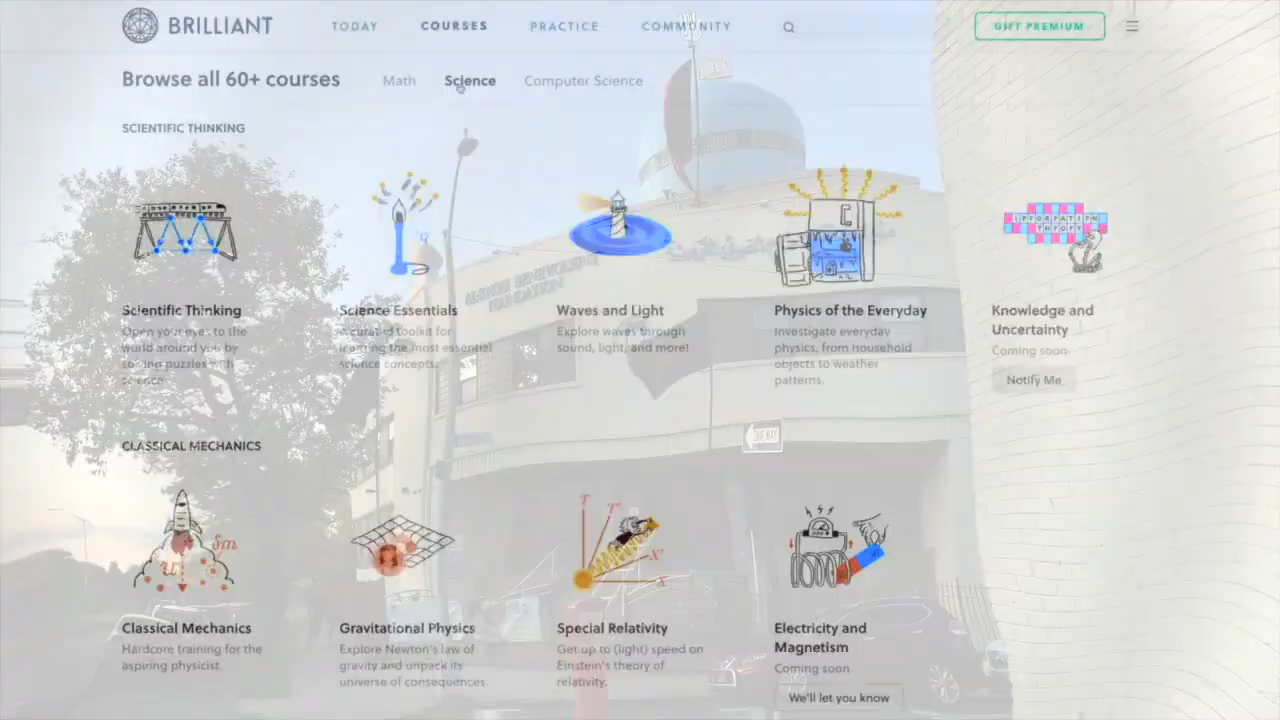 BRILLIANT
TODAY
COURSES
PRACTICE
COMMUNITY
GIFT PREMIUM
Browse all 60+ courses
Math
Science
Computer Science
SCIENTIFIC THINKING
Scientific Thinking
Open your eyes to the
world around you by
solving puzzles with
science.
Science Essentials
A curated toolkit for
learning the most essential
science concepts.
Waves and Light
Explore waves through
sound, light, and more!
Physics of the Everyday
Investigate everyday
physics, from household
objects to weather
patterns.
Knowledge and
Uncertainty
Coming soon.
Notify Me
CLASSICAL MECHANICS
ONE WAY
δm
u
T
T'
X'
X
Classical Mechanics
Hardcore training for the
aspiring physicist.
Gravitational Physics
Explore Newton's law of
gravity and unpack its
universe of consequences.
Special Relativity
Get up to (light) speed on
Einstein's theory of
relativity.
Electricity and
Magnetism
Coming soon.
We'll let you know